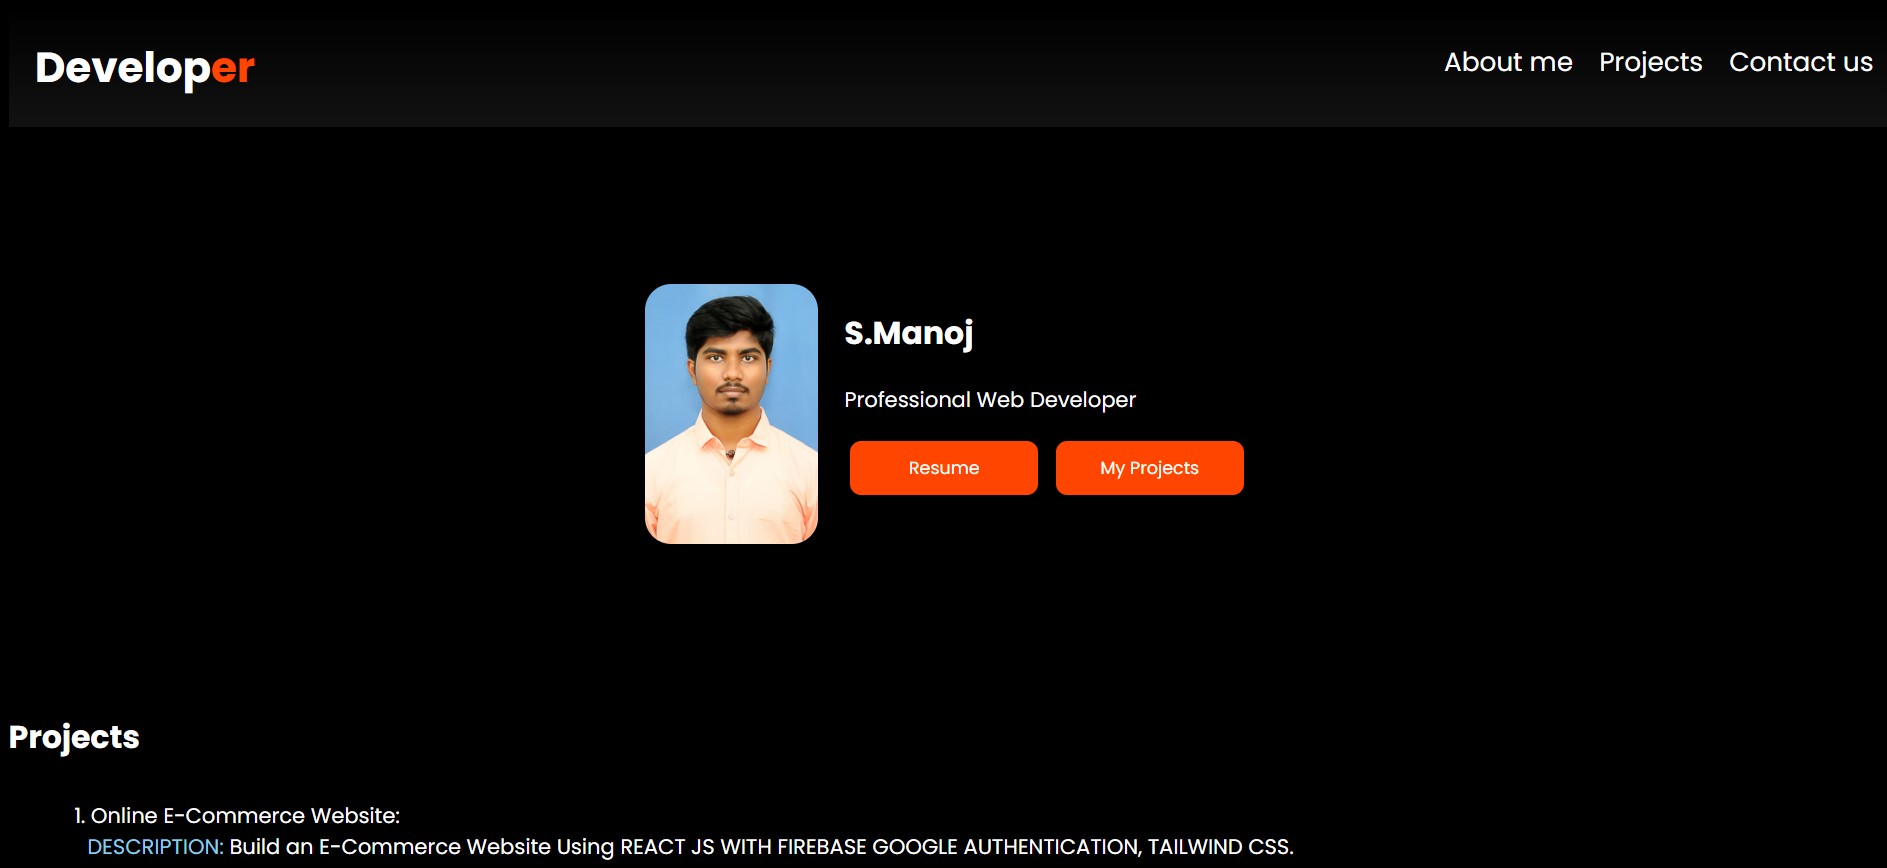 Developer
About me Projects Contact us
S.Manoj
Professional Web Developer
Resume My Projects
Projects
1. Online E-Commerce Website:
DESCRIPTION: Build an E-Commerce Website Using REACT JS WITH FIREBASE GOOGLE AUTHENTICATION, TAILWIND CSS.